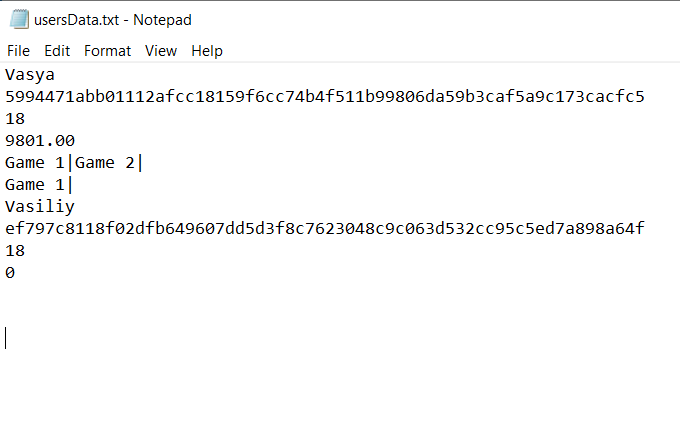 usersData.txt - Notepad
File Edit Format View Help
Vasya
5994471abb01112afcc18159f6cc74b4f511b99806da59b3caf5a9c173cacfc5
18
9801.00
Game 1|Game 2|
Game 1|
Vasiliy
ef797c8118f02dfb649607dd5d3f8c7623048c9c063d532cc95c5ed7a898a64f
18
0